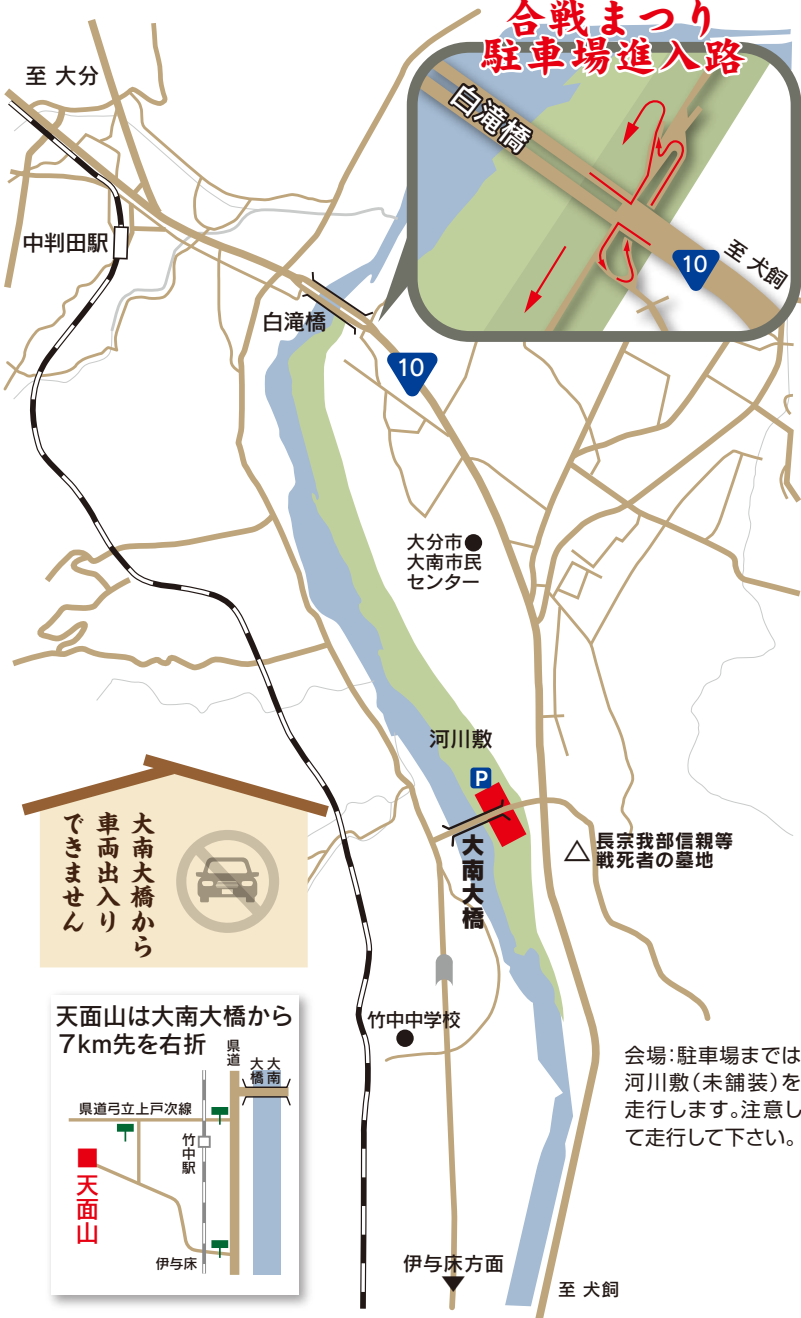 合戦まつり
駐車場進入路
至 大分
白滝橋
10
至 犬飼
中判田駅
白滝橋
10
大分市
大南市民
センター
河川敷
P
大南大橋
長宗我部信親等
戦死者の墓地
大南大橋から
車両出入り
できません
竹中中学校
天面山は大南大橋から
7km先を右折
県道
大南
大橋
県道弓立上戸次線
竹中駅
天面山
伊与床
会場：駐車場までは
河川敷（未舗装）を
走行します。注意し
て走行して下さい。
伊与床方面
至 犬飼